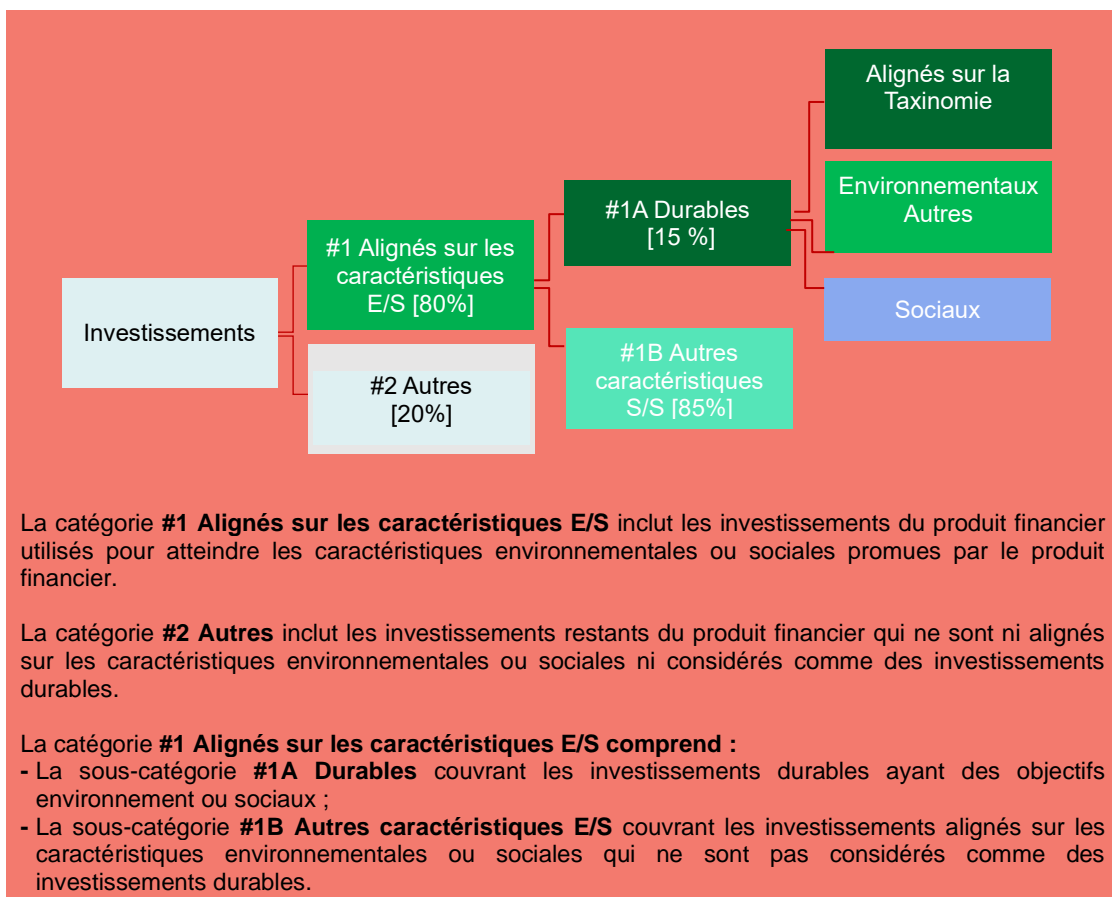 Alignés sur la
Taxinomie
Environnementaux
Autres
#1A Durables
[15 %]
#1 Alignés sur les
caractéristiques
E/S [80%]
Sociaux
Investissements
#1B Autres
caractéristiques
S/S [85%]
#2 Autres
[20%]
La catégorie #1 Alignés sur les caractéristiques E/S inclut les investissements du produit financier
utilisés pour atteindre les caractéristiques environnementales ou sociales promues par le produit
financier.
La catégorie #2 Autres inclut les investissements restants du produit financier qui ne sont ni alignés
sur les caractéristiques environnementales ou sociales ni considérés comme des investissements
durables.
La catégorie #1 Alignés sur les caractéristiques E/S comprend :
- La sous-catégorie #1A Durables couvrant les investissements durables ayant des objectifs
environnement ou sociaux ;
- La sous-catégorie #1B Autres caractéristiques E/S couvrant les investissements alignés sur les
caractéristiques environnementales ou sociales qui ne sont pas considérés comme des
investissements durables.